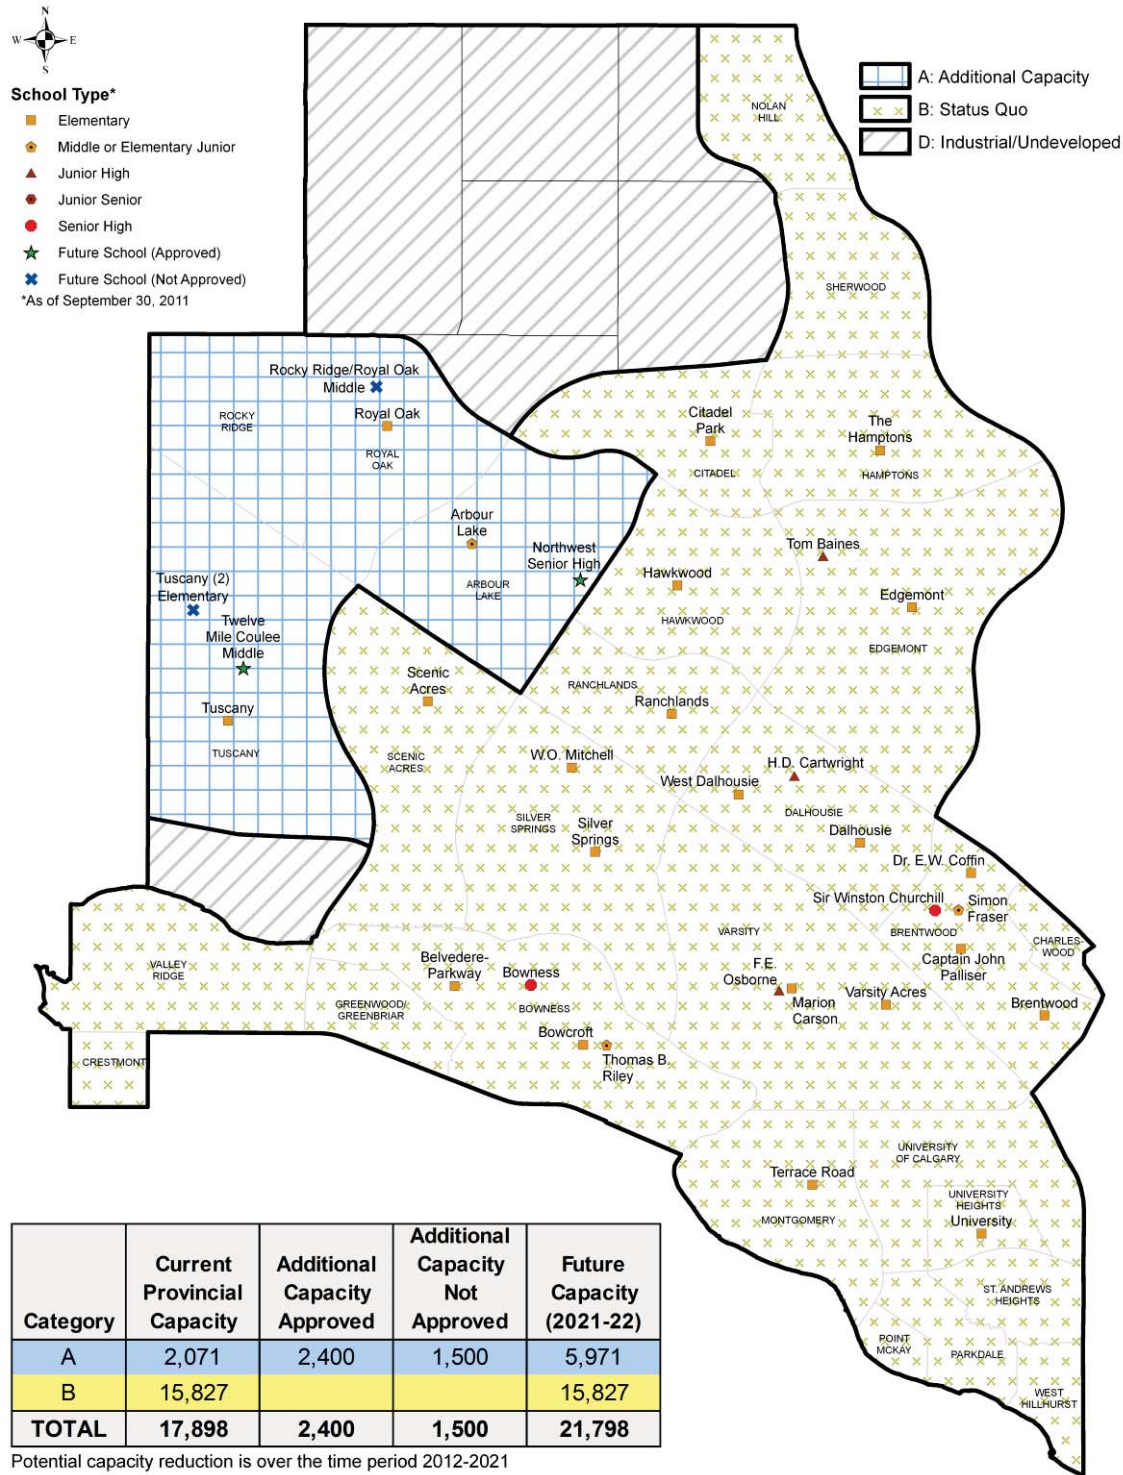 N
W E
S
School Type*
Elementary
Middle or Elementary Junior
Junior High
Junior Senior
Senior High
Future School (Approved)
Future School (Not Approved)
*As of September 30, 2011
A: Additional Capacity
B: Status Quo
D: Industrial/Undeveloped
NOLAN
HILL
SHERWOOD
Rocky Ridge/Royal Oak
Middle
ROCKY
RIDGE
Royal Oak
ROYAL
OAK
Citadel
Park
CITADEL
The
Hamptons
HAMPTONS
Arbour
Lake
ARBOUR
LAKE
Northwest
Senior High
Tom Baines
Hawkwood
HAWKWOOD
Edgemont
EDGEMONT
Tuscany (2)
Elementary
Twelve
Mile Coulee
Middle
Tuscany
TUSCANY
Scenic
Acres
SCENIC
ACRES
RANCHLANDS
Ranchlands
W.O. Mitchell
West Dalhousie
H.D. Cartwright
DALHOUSIE
Dalhousie
SILVER
SPRINGS
Silver
Springs
Dr. E.W. Coffin
Sir Winston Churchill
Simon
Fraser
BRENTWOOD
CHARLES-
WOOD
VARSITY
Captain John
Palliser
VALLEY
RIDGE
Belvedere-
Parkway
Bowness
BOWNESS
F.E.
Osborne
Marion
Carson
Varsity Acres
Brentwood
GREENWOOD/
GREENBRIAR
Bowcroft
Thomas B.
Riley
CRESTMONT
UNIVERSITY
OF CALGARY
Terrace Road
MONTGOMERY
UNIVERSITY
HEIGHTS
University
ST. ANDREWS
HEIGHTS
POINT
MCKAY
PARKDALE
WEST
HILLHURST
Category Current Provincial Capacity Additional Capacity Approved Additional Capacity Not Approved Future Capacity (2021-22)
A 2,071 2,400 1,500 5,971
B 15,827 15,827
TOTAL 17,898 2,400 1,500 21,798
Potential capacity reduction is over the time period 2012-2021